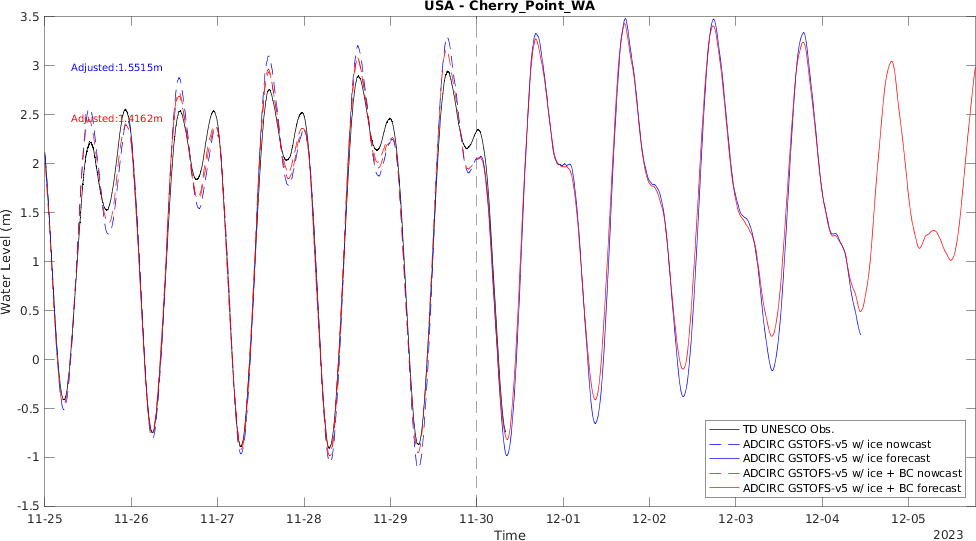 USA - Cherry_Point_WA
3.5
3
2.5
2
1.5
1
0.5
0
-0.5
-1
-1.5
Water Level (m)
Adjusted:1.5515m
Adjusted:1.4162m
TD UNESCO Obs.
ADCIRC GSTOFS-v5 w/ ice nowcast
ADCIRC GSTOFS-v5 w/ ice forecast
ADCIRC GSTOFS-v5 w/ ice + BC nowcast
ADCIRC GSTOFS-v5 w/ ice + BC forecast
11-25 11-26 11-27 11-28 11-29 11-30 12-01 12-02 12-03 12-04 12-05
Time
2023